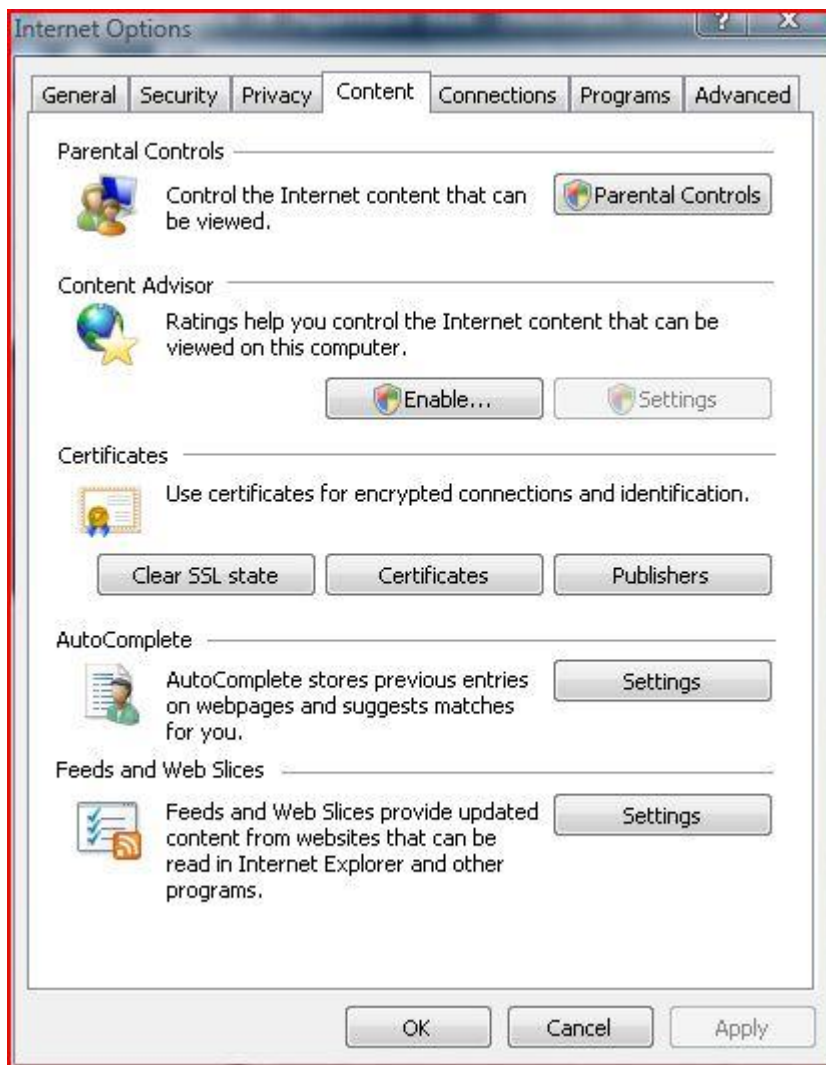 Internet Options
? X
General Security Privacy Content Connections Programs Advanced
Parental Controls
Control the Internet content that can
be viewed.
Parental Controls
Content Advisor
Ratings help you control the Internet content that can be
viewed on this computer.
Enable... Settings
Certificates
Use certificates for encrypted connections and identification.
Clear SSL state Certificates Publishers
AutoComplete
AutoComplete stores previous entries
on webpages and suggests matches
for you.
Settings
Feeds and Web Slices
Feeds and Web Slices provide updated
content from websites that can be
read in Internet Explorer and other
programs.
Settings
OK Cancel Apply